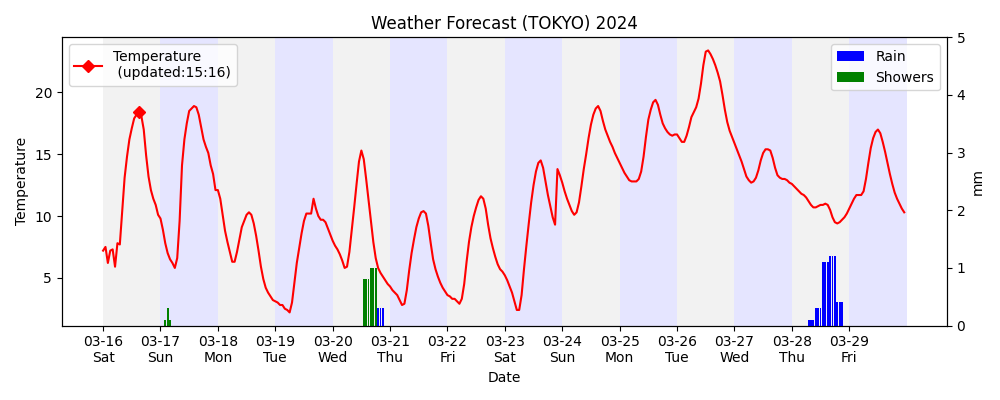 Weather Forecast (TOKYO) 2024
Temperature
(updated:15:16)
Rain
Showers
Temperature
20
15
10
5
5
4
3
2
1
0
mm
03-16 03-17 03-18 03-19 03-20 03-21 03-22 03-23 03-24 03-25 03-26 03-27 03-28 03-29
Sat Sun Mon Tue Wed Thu Fri Sat Sun Mon Tue Wed Thu Fri
Date